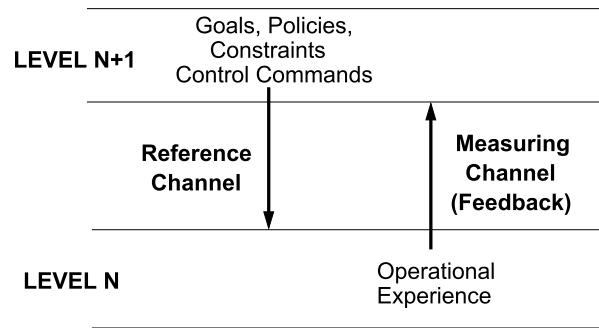 Goals, Policies,
Constraints
Control Commands
LEVEL N+1
Reference
Channel
Measuring
Channel
(Feedback)
LEVEL N
Operational
Experience